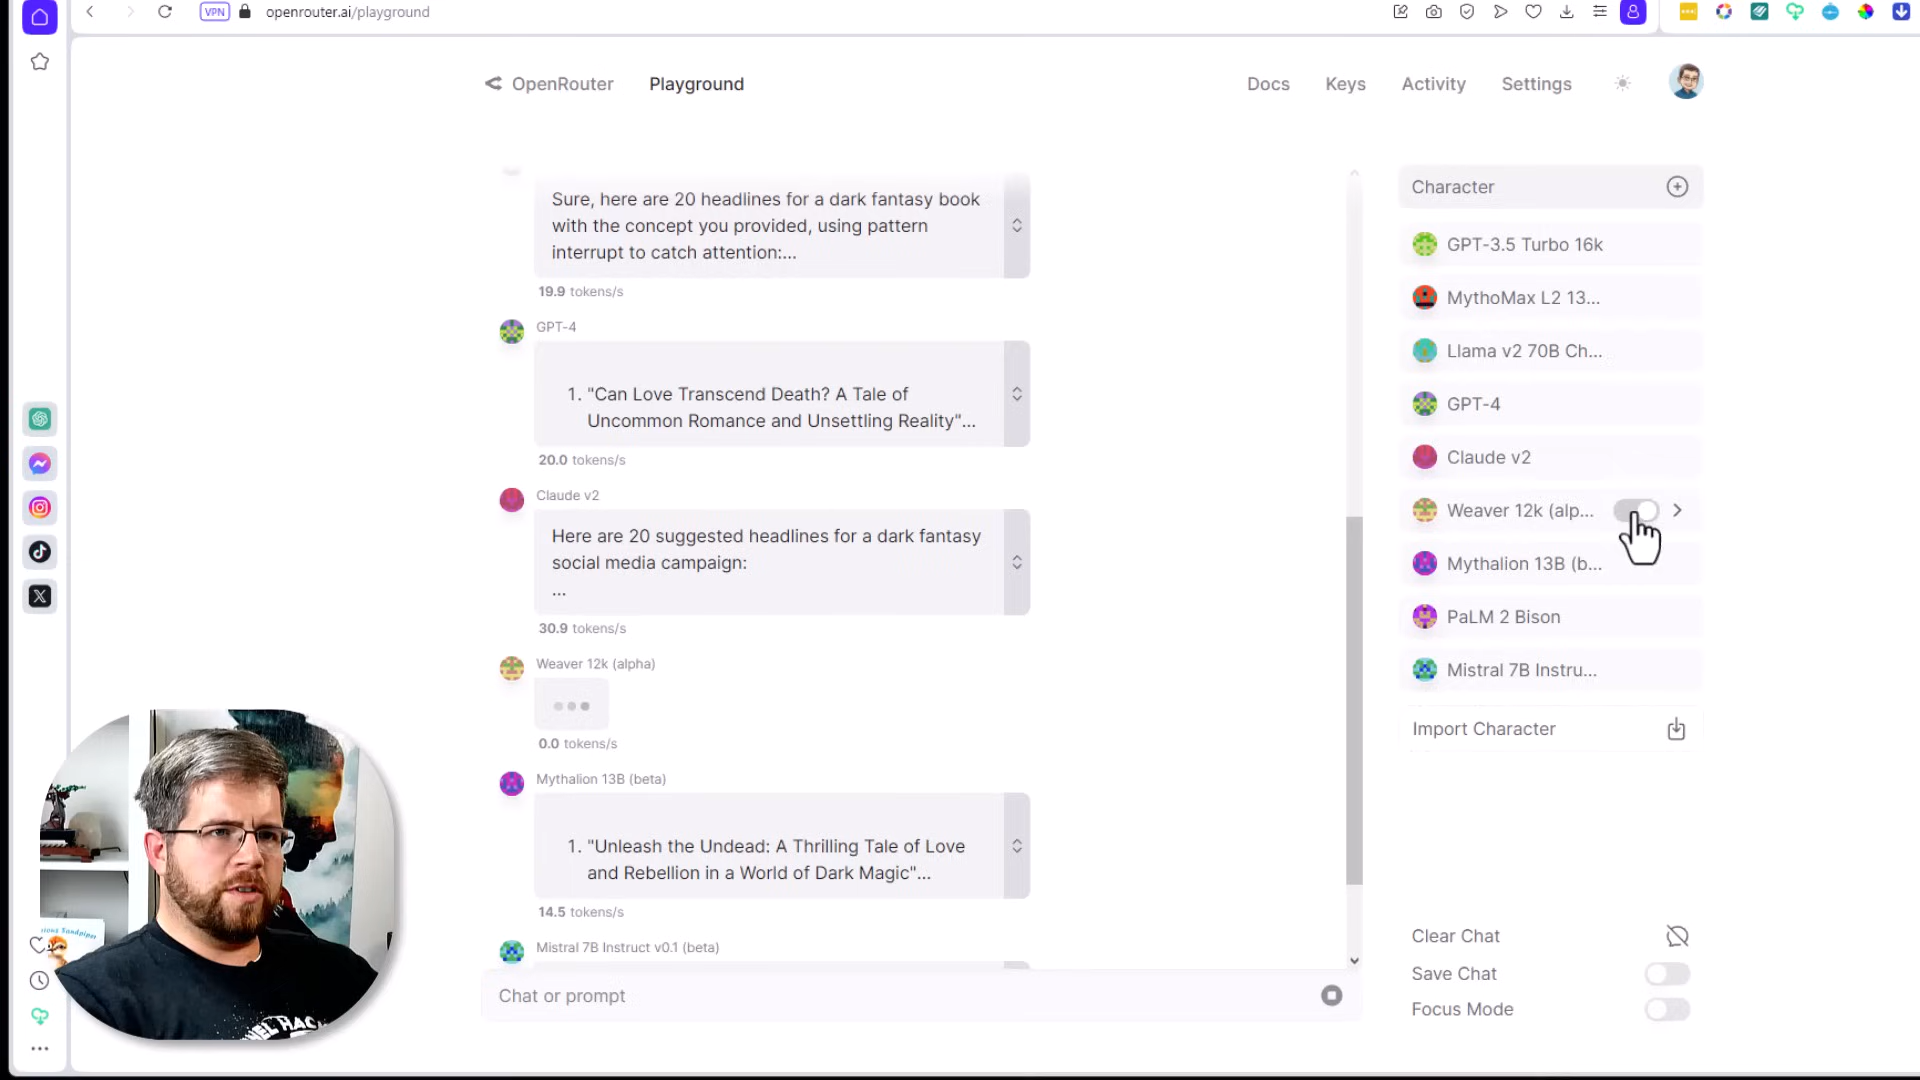 VPN
openrouter.ai/playground
OpenRouter
Playground
Docs
Keys
Activity
Settings
Sure, here are 20 headlines for a dark fantasy book
with the concept you provided, using pattern
interrupt to catch attention:...
19.9 tokens/s
GPT-4
1. "Can Love Transcend Death? A Tale of
Uncommon Romance and Unsettling Reality"...
20.0 tokens/s
Claude v2
Here are 20 suggested headlines for a dark fantasy
social media campaign:
...
30.9 tokens/s
Weaver 12k (alpha)
0.0 tokens/s
Mythalion 13B (beta)
1. "Unleash the Undead: A Thrilling Tale of Love
and Rebellion in a World of Dark Magic"...
14.5 tokens/s
Mistral 7B Instruct v0.1 (beta)
Chat or prompt
Character
GPT-3.5 Turbo 16k
MythoMax L2 13...
Llama v2 70B Ch...
GPT-4
Claude v2
Weaver 12k (alp...
Mythalion 13B (b...
PaLM 2 Bison
Mistral 7B Instru...
Import Character
Clear Chat
Save Chat
Focus Mode
Sandpiper